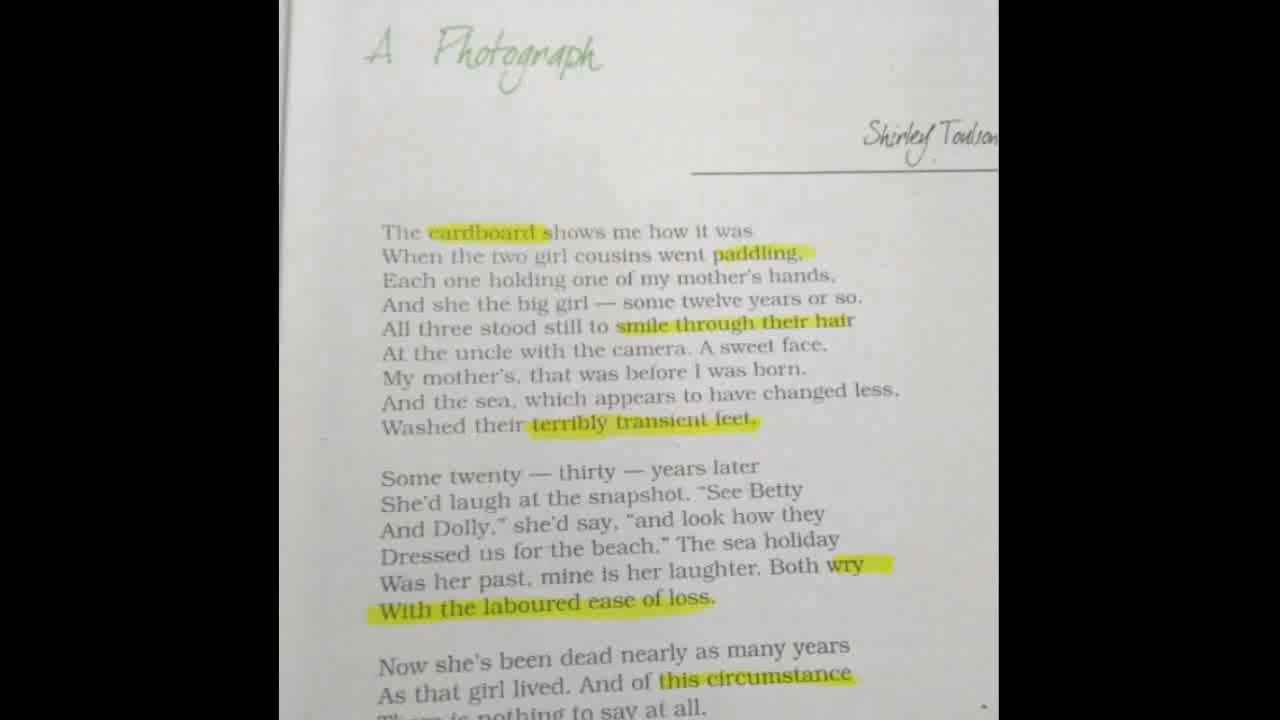 A Photograph
Shirley Toulson
The cardboard shows me how it was
When the two girl cousins went paddling,
Each one holding one of my mother's hands,
And she the big girl — some twelve years or so.
All three stood still to smile through their hair
At the uncle with the camera. A sweet face,
My mother's, that was before I was born.
And the sea, which appears to have changed less,
Washed their terribly transient feet.
Some twenty — thirty — years later
She'd laugh at the snapshot. "See Betty
And Dolly," she'd say, "and look how they
Dressed us for the beach." The sea holiday
Was her past, mine is her laughter. Both wry
With the laboured ease of loss.
Now she's been dead nearly as many years
As that girl lived. And of this circumstance
There is nothing to say at all.